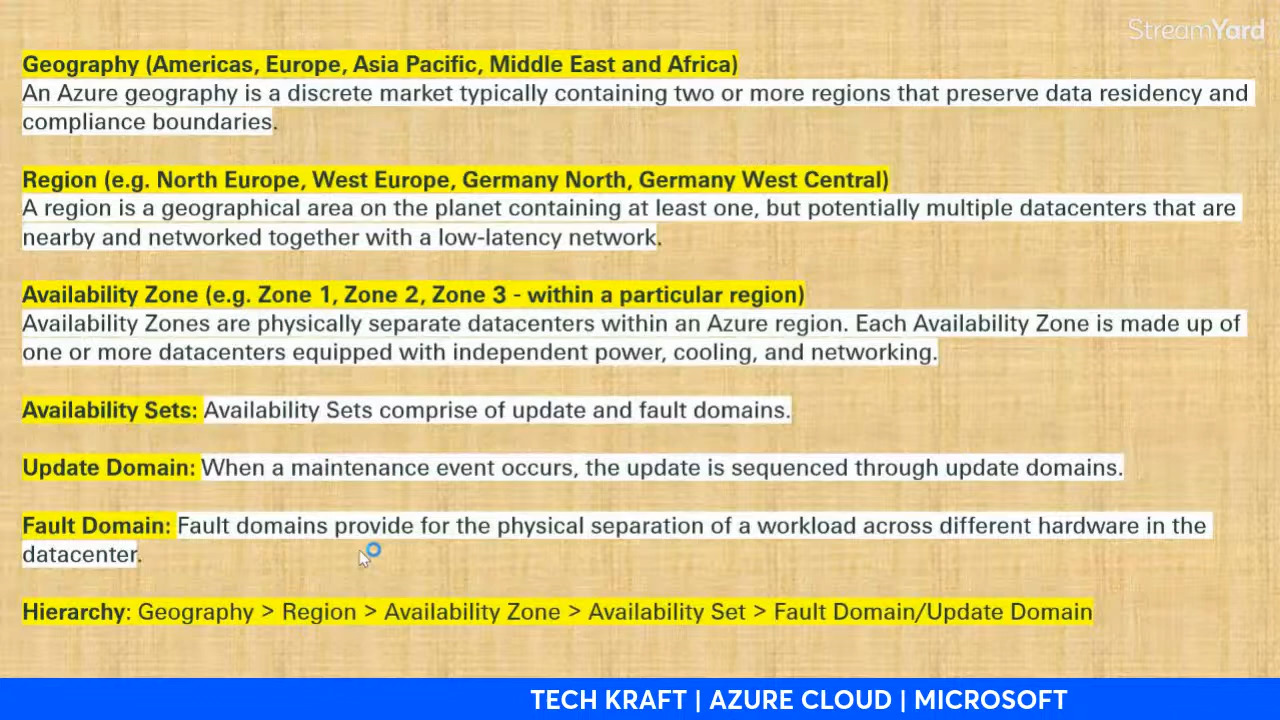 StreamYard
Geography (Americas, Europe, Asia Pacific, Middle East and Africa)
An Azure geography is a discrete market typically containing two or more regions that preserve data residency and
compliance boundaries.
Region (e.g. North Europe, West Europe, Germany North, Germany West Central)
A region is a geographical area on the planet containing at least one, but potentially multiple datacenters that are
nearby and networked together with a low-latency network.
Availability Zone (e.g. Zone 1, Zone 2, Zone 3 - within a particular region)
Availability Zones are physically separate datacenters within an Azure region. Each Availability Zone is made up of
one or more datacenters equipped with independent power, cooling, and networking.
Availability Sets: Availability Sets comprise of update and fault domains.
Update Domain: When a maintenance event occurs, the update is sequenced through update domains.
Fault Domain: Fault domains provide for the physical separation of a workload across different hardware in the
datacenter.
Hierarchy: Geography > Region > Availability Zone > Availability Set > Fault Domain/Update Domain
TECH KRAFT | AZURE CLOUD | MICROSOFT